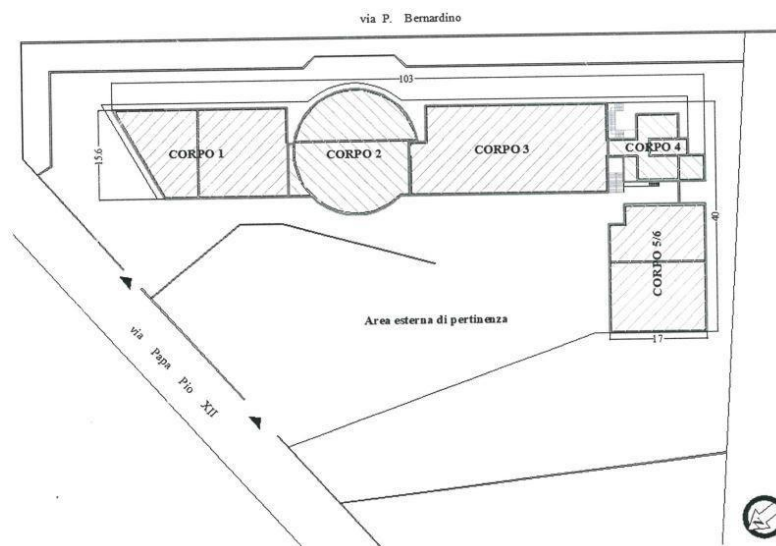 via P. Bernardino
103
15.6
CORPO 1
CORPO 2
CORPO 3
CORPO 4
40
CORPO 5/6
17
Area esterna di pertinenza
via Papa Pio XII